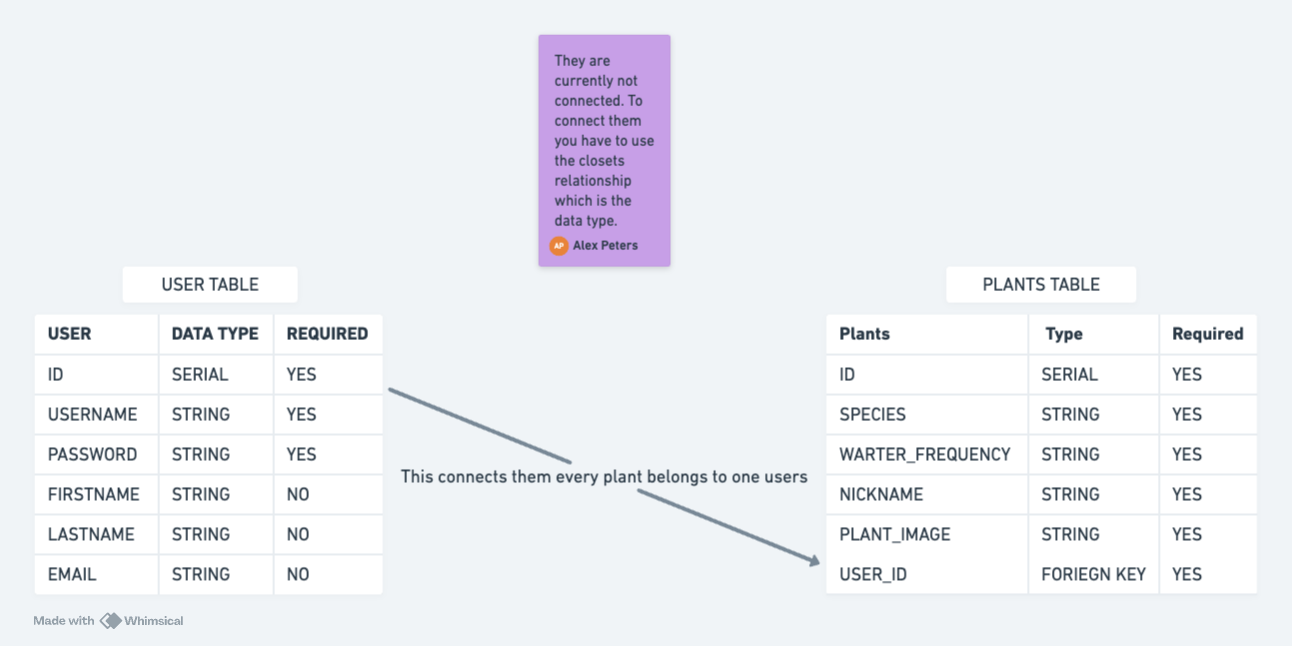 They are
currently not
connected. To
connect them
you have to use
the closets
relationship
which is the
data type.
AP Alex Peters
USER TABLE
USER DATA TYPE REQUIRED
ID SERIAL YES
USERNAME STRING YES
PASSWORD STRING YES
FIRSTNAME STRING NO
LASTNAME STRING NO
EMAIL STRING NO
This connects them every plant belongs to one users
PLANTS TABLE
Plants Type Required
ID SERIAL YES
SPECIES STRING YES
WARTER_FREQUENCY STRING YES
NICKNAME STRING YES
PLANT_IMAGE STRING YES
USER_ID FORIEGN KEY YES
Made with Whimsical